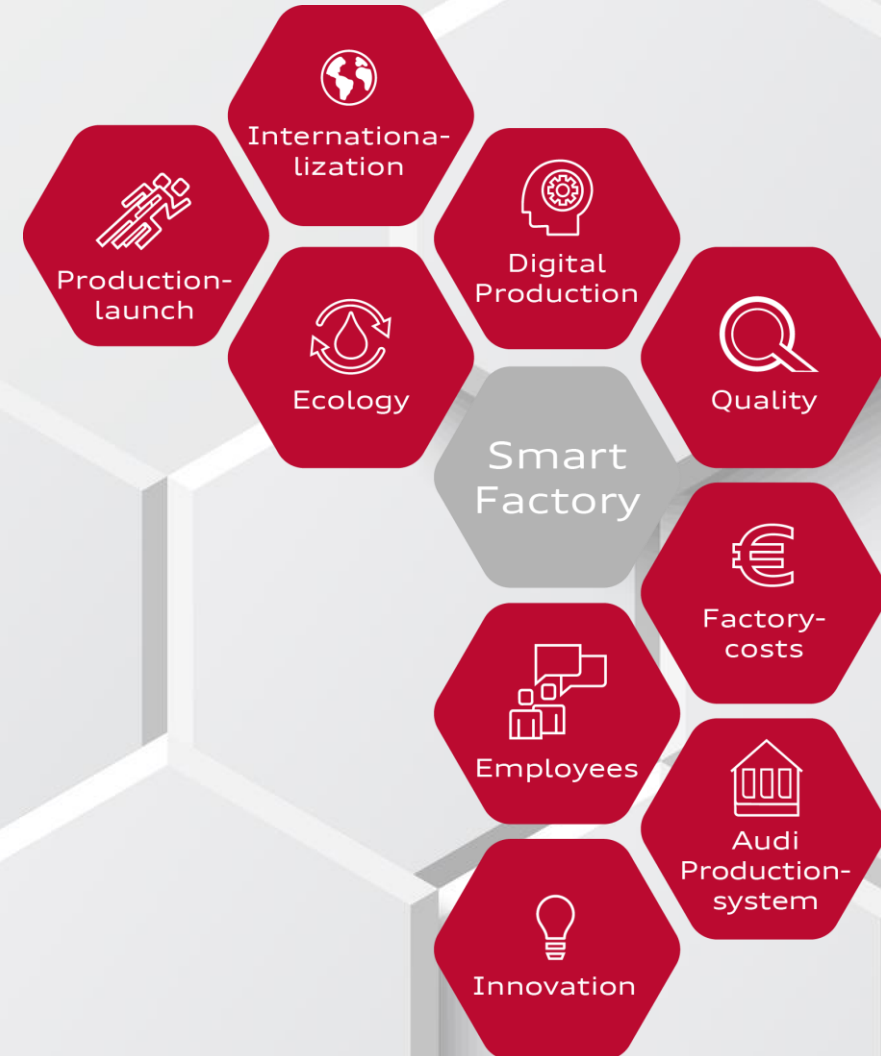 Internationa-
lization
Production-
launch
Digital
Production
Ecology
Quality
Smart
Factory
Factory-
costs
Employees
Audi
Production-
system
Innovation